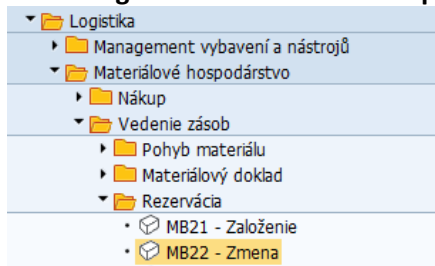 Logistika
Management vybavení a nástrojů
Materiálové hospodárstvo
Nákup
Vedenie zásob
Pohyb materiálu
Materiálový doklad
Rezervácia
MB21 - Založenie
MB22 - Zmena